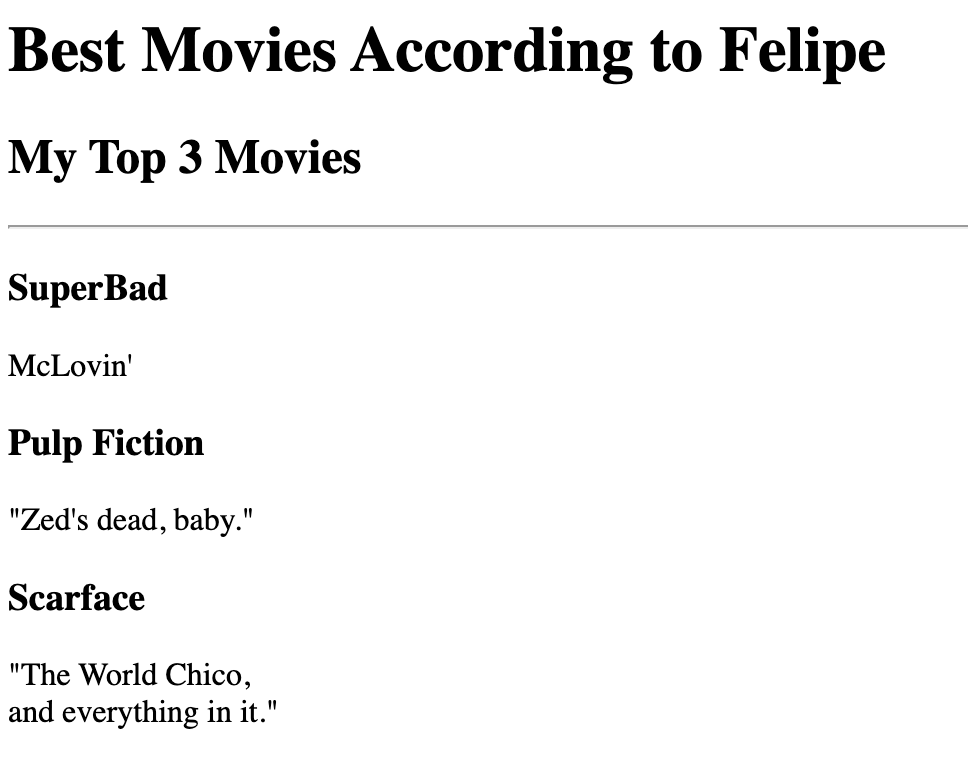 Best Movies According to Felipe
My Top 3 Movies
SuperBad
McLovin'
Pulp Fiction
"Zed's dead, baby."
Scarface
"The World Chico,
and everything in it."